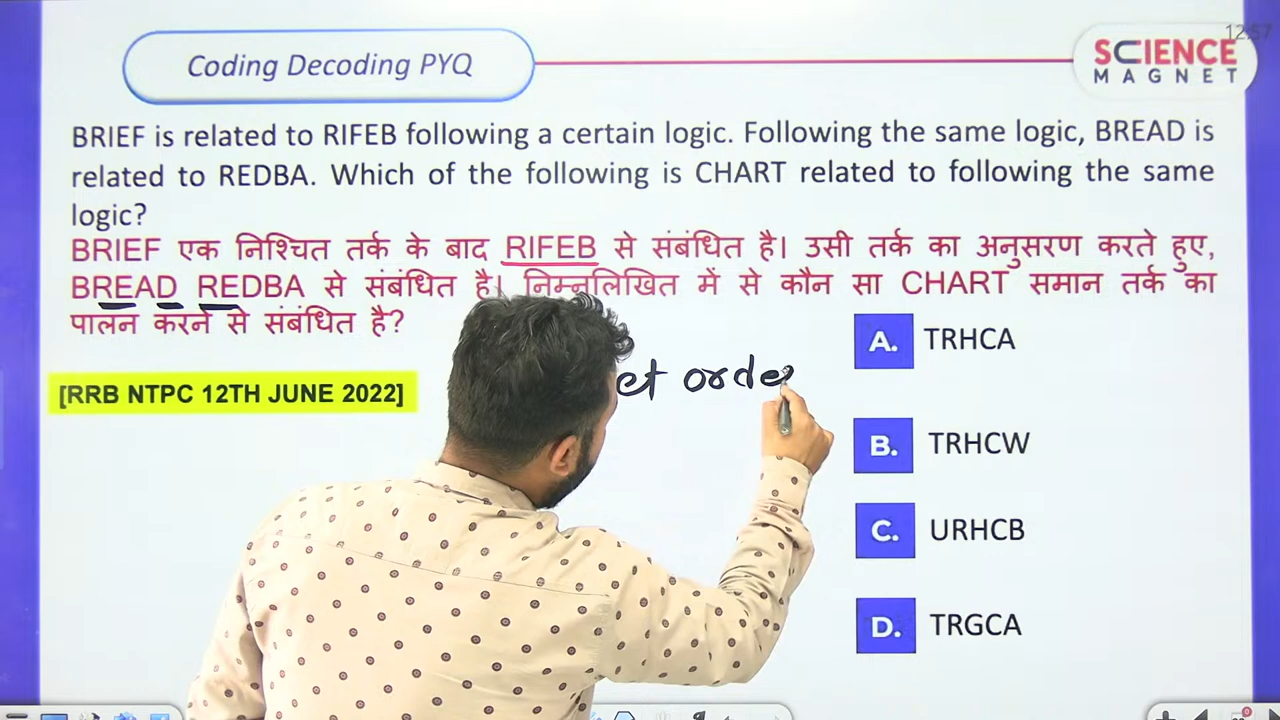 12:57
Coding Decoding PYQ
SCIENCE
MAGNET
BRIEF is related to RIFEB following a certain logic. Following the same logic, BREAD is
related to REDBA. Which of the following is CHART related to following the same
logic?
BRIEF एक निश्चित तर्क के बाद RIFEB से संबंधित है। उसी तर्क का अनुसरण करते हुए,
BREAD REDBA से संबंधित है। निम्नलिखित में से कौन सा CHART समान तर्क का
पालन करने से संबंधित है?
[RRB NTPC 12TH JUNE 2022]
et orde
A. TRHCA
B. TRHCW
C. URHCB
D. TRGCA